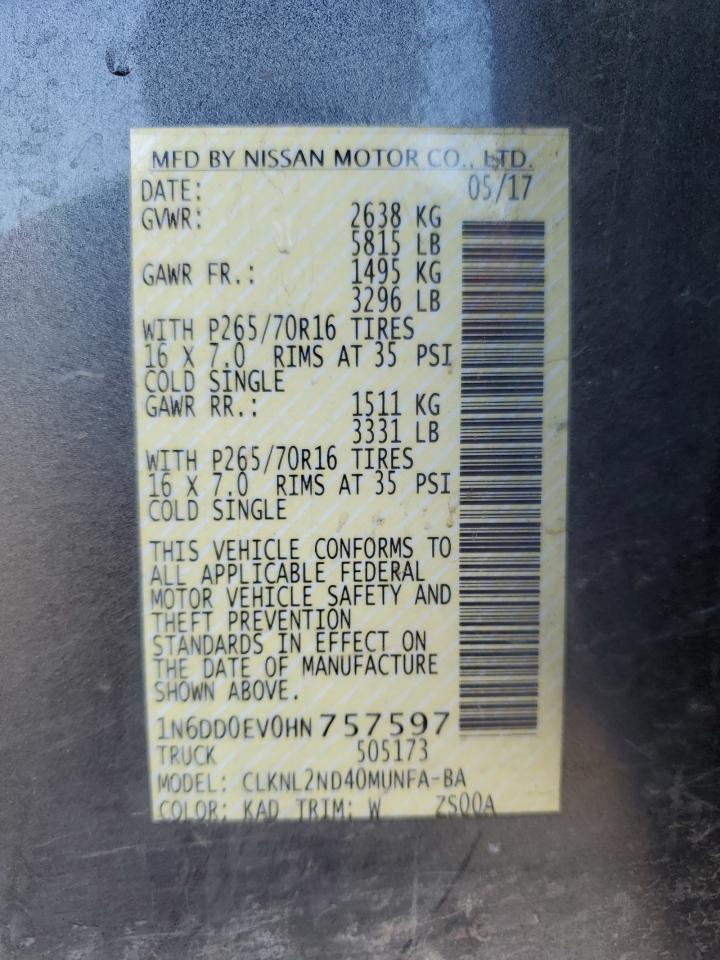 MFD BY NISSAN MOTOR CO., LTD.
DATE: 05/17
GVWR: 2638 KG
5815 LB
GAWR FR.: 1495 KG
3296 LB
WITH P265/70R16 TIRES
16 X 7.0 RIMS AT 35 PSI
COLD SINGLE
GAWR RR.: 1511 KG
3331 LB
WITH P265/70R16 TIRES
16 X 7.0 RIMS AT 35 PSI
COLD SINGLE
THIS VEHICLE CONFORMS TO
ALL APPLICABLE FEDERAL
MOTOR VEHICLE SAFETY AND
THEFT PREVENTION
STANDARDS IN EFFECT ON
THE DATE OF MANUFACTURE
SHOWN ABOVE.
1N6DD0EV0HN757597
TRUCK 505173
MODEL: CLKNL2ND40MUNFA-BA
COLOR: KAD TRIM: W ZS00A